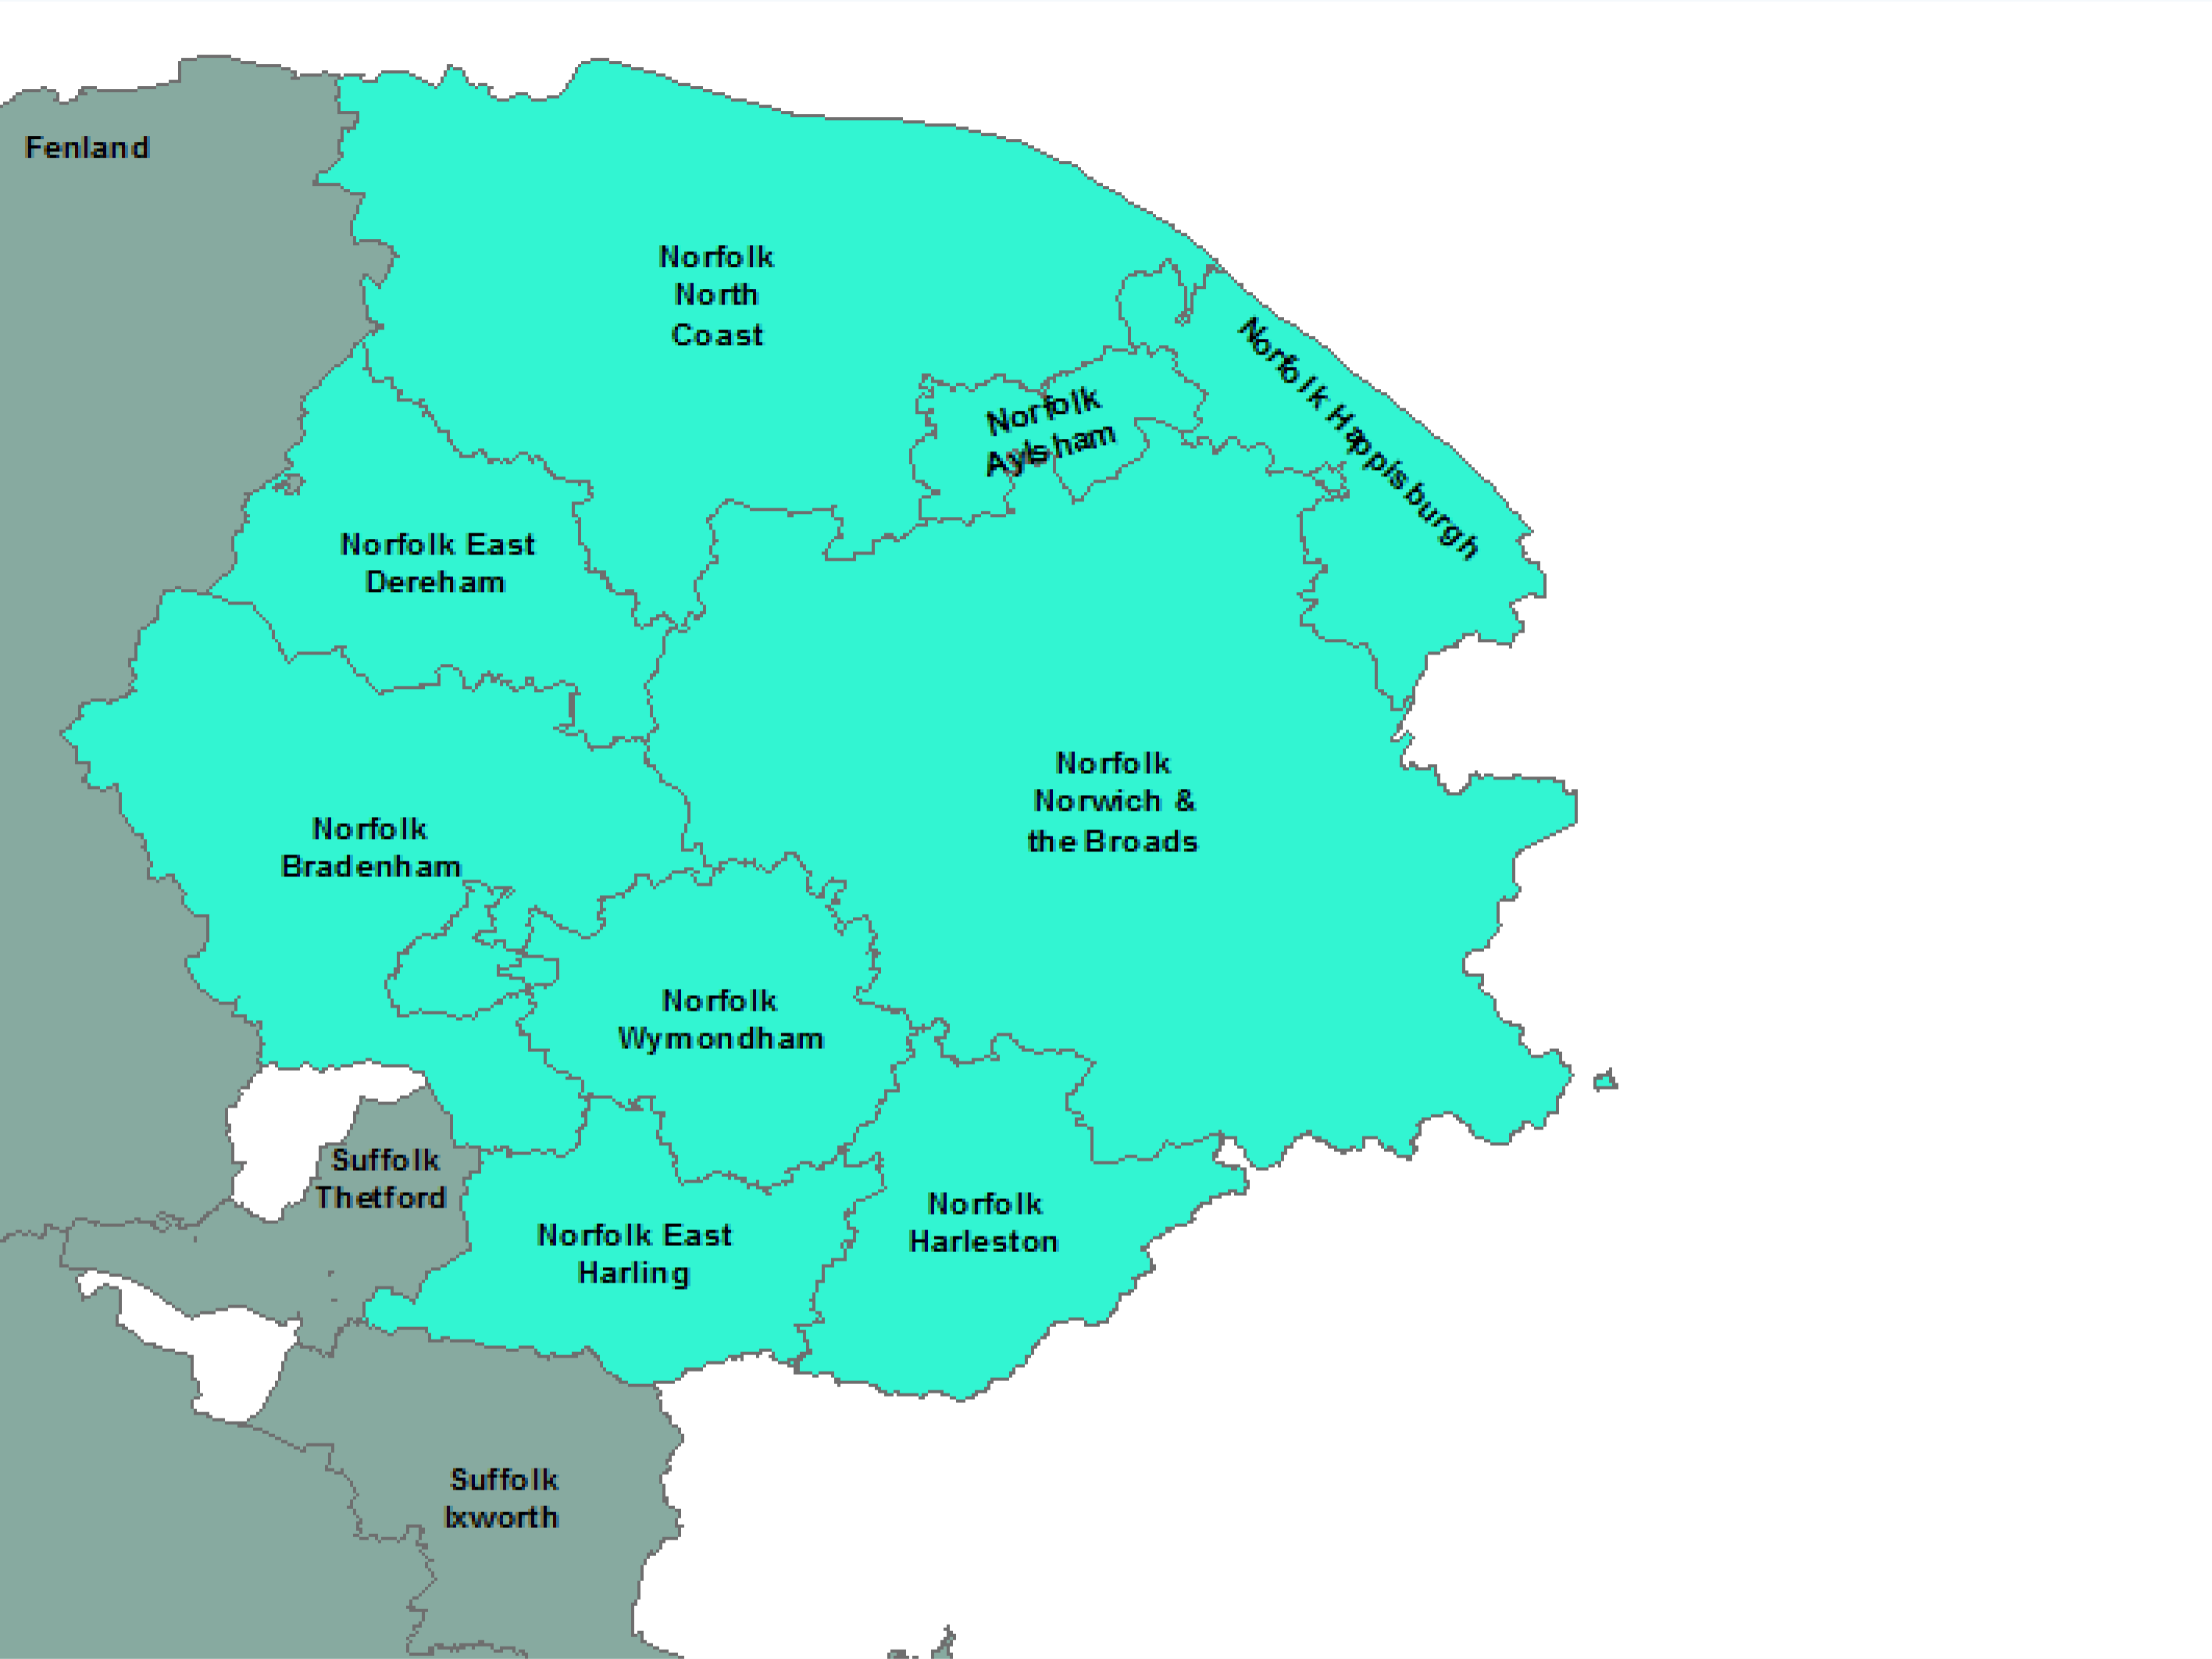 Fenland
Norfolk
North
Coast
Norfolk Happisburgh
Norfolk
Aylsham
Norfolk East
Dereham
Norfolk
Norwich &
the Broads
Norfolk
Bradenham
Norfolk
Wymondham
Suffolk
Thetford
Norfolk East
Harling
Norfolk
Harleston
Suffolk
Ixworth